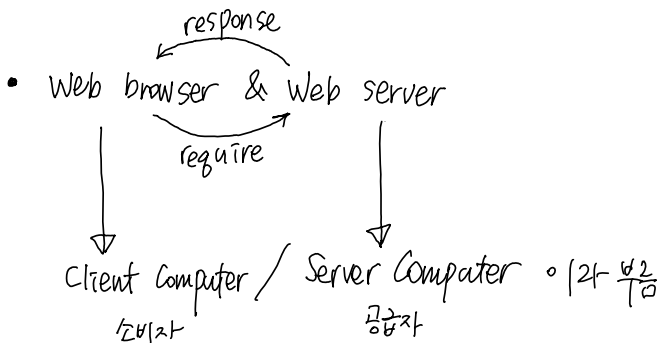 response
• Web browser & Web server
require
Client Computer / Server Computer 이라 부름
소비자 공급자